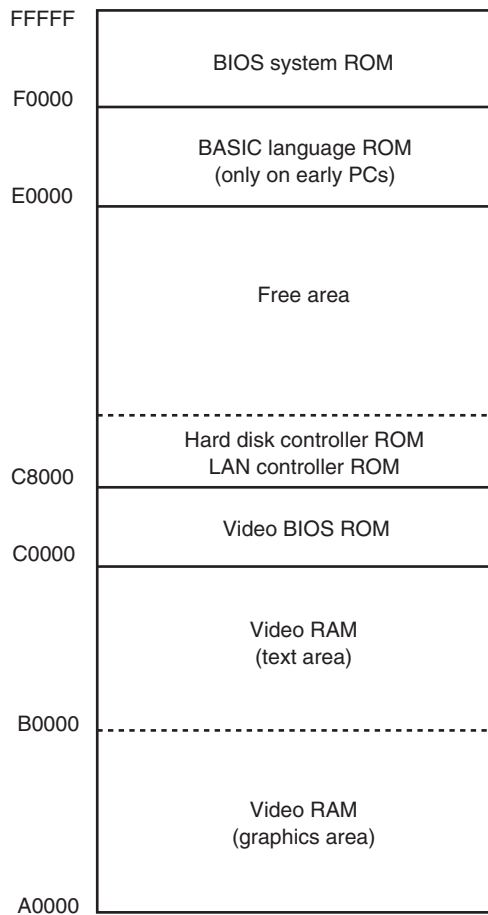 FFFFF
BIOS system ROM
F0000
BASIC language ROM
(only on early PCs)
E0000
Free area
Hard disk controller ROM
LAN controller ROM
C8000
Video BIOS ROM
C0000
Video RAM
(text area)
B0000
Video RAM
(graphics area)
A0000